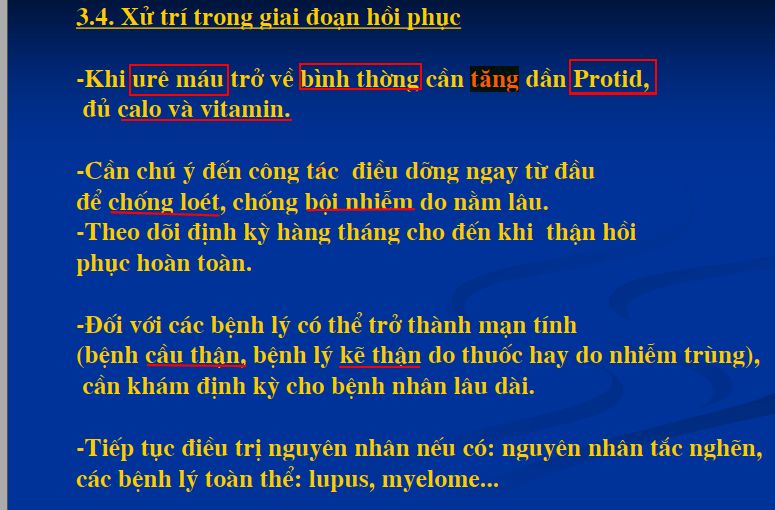 3.4. Xử trí trong giai đoạn hồi phục
-Khi urê máu trở về bình thờng cần tăng dần Protid,
đủ calo và vitamin.
-Cần chú ý đến công tác điều dỡng ngay từ đầu
để chống loét, chống bội nhiễm do nằm lâu.
-Theo dõi định kỳ hàng tháng cho đến khi thận hồi
phục hoàn toàn.
-Đối với các bệnh lý có thể trở thành mạn tính
(bệnh cầu thận, bệnh lý kẽ thận do thuốc hay do nhiễm trùng),
cần khám định kỳ cho bệnh nhân lâu dài.
-Tiếp tục điều trị nguyên nhân nếu có: nguyên nhân tắc nghẽn,
các bệnh lý toàn thể: lupus, myelome...